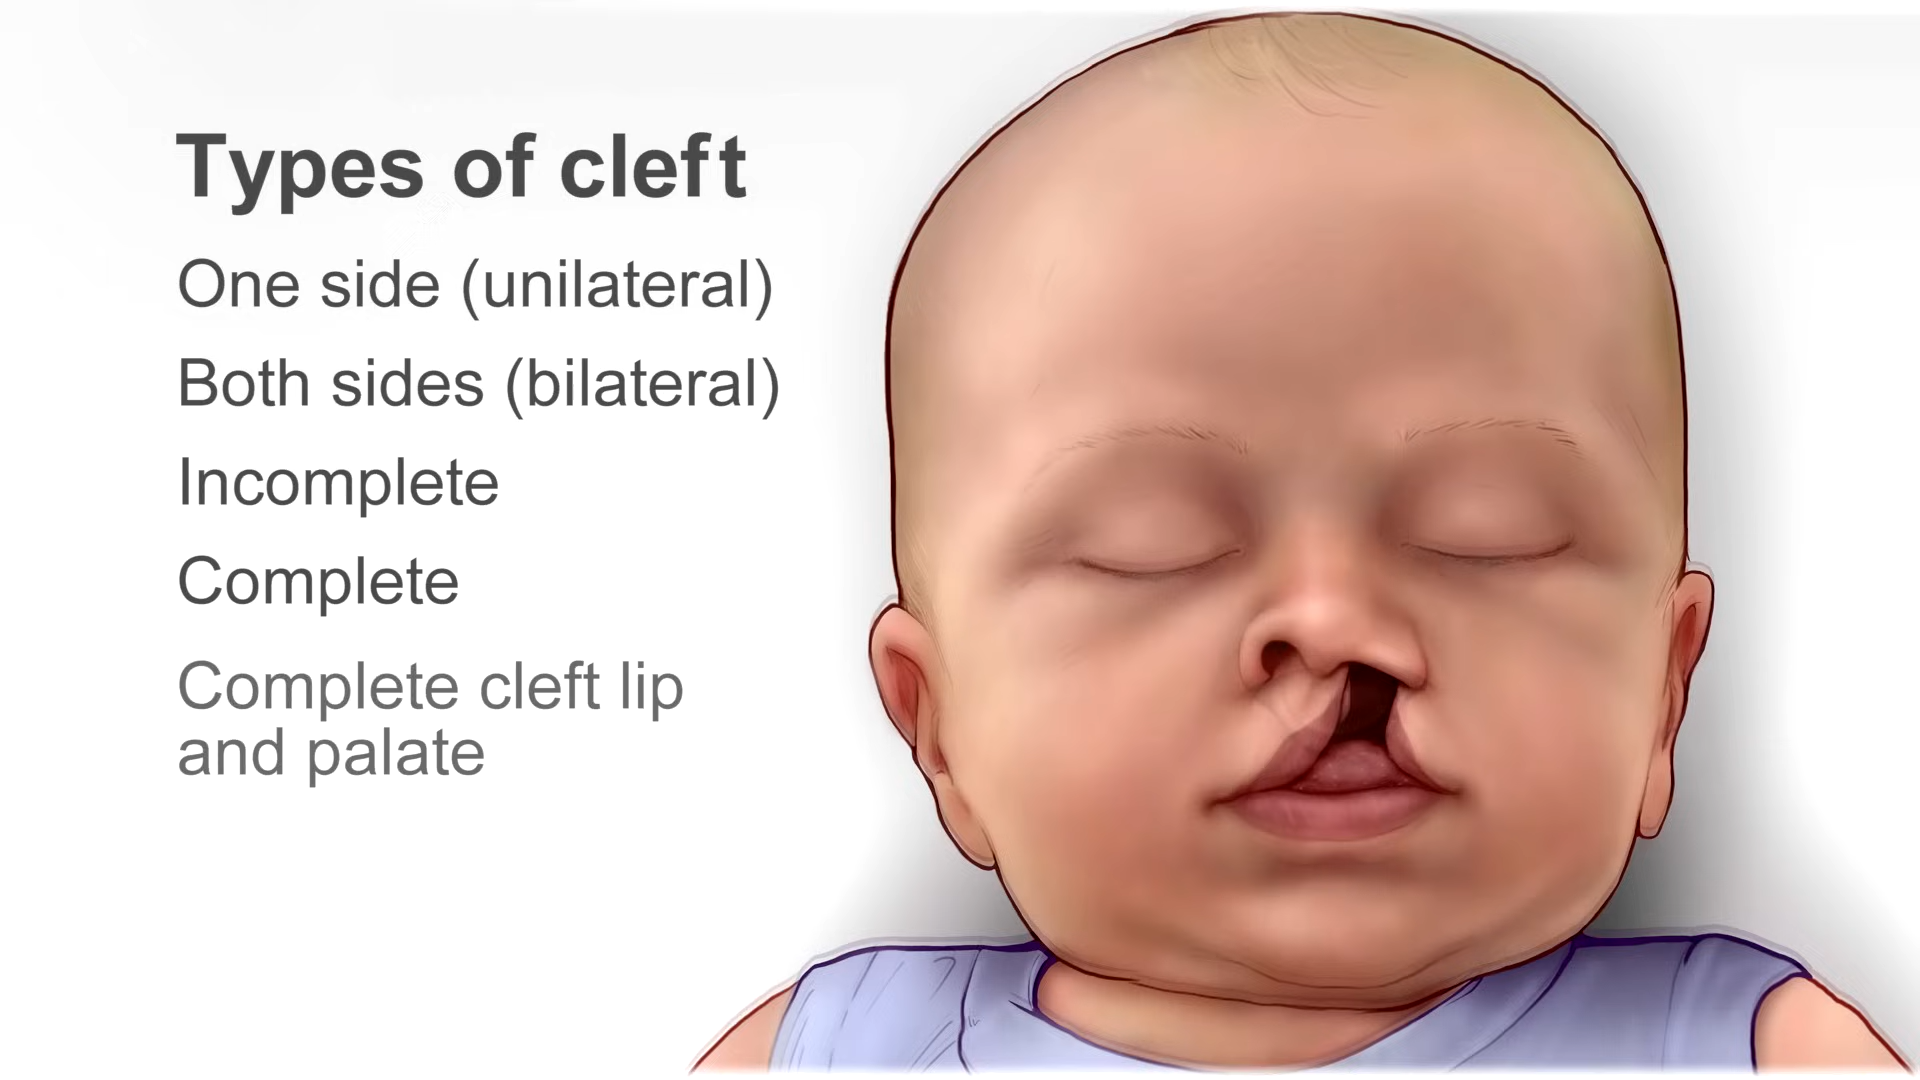 Types of cleft
One side (unilateral)
Both sides (bilateral)
Incomplete
Complete
Complete cleft lip
and palate